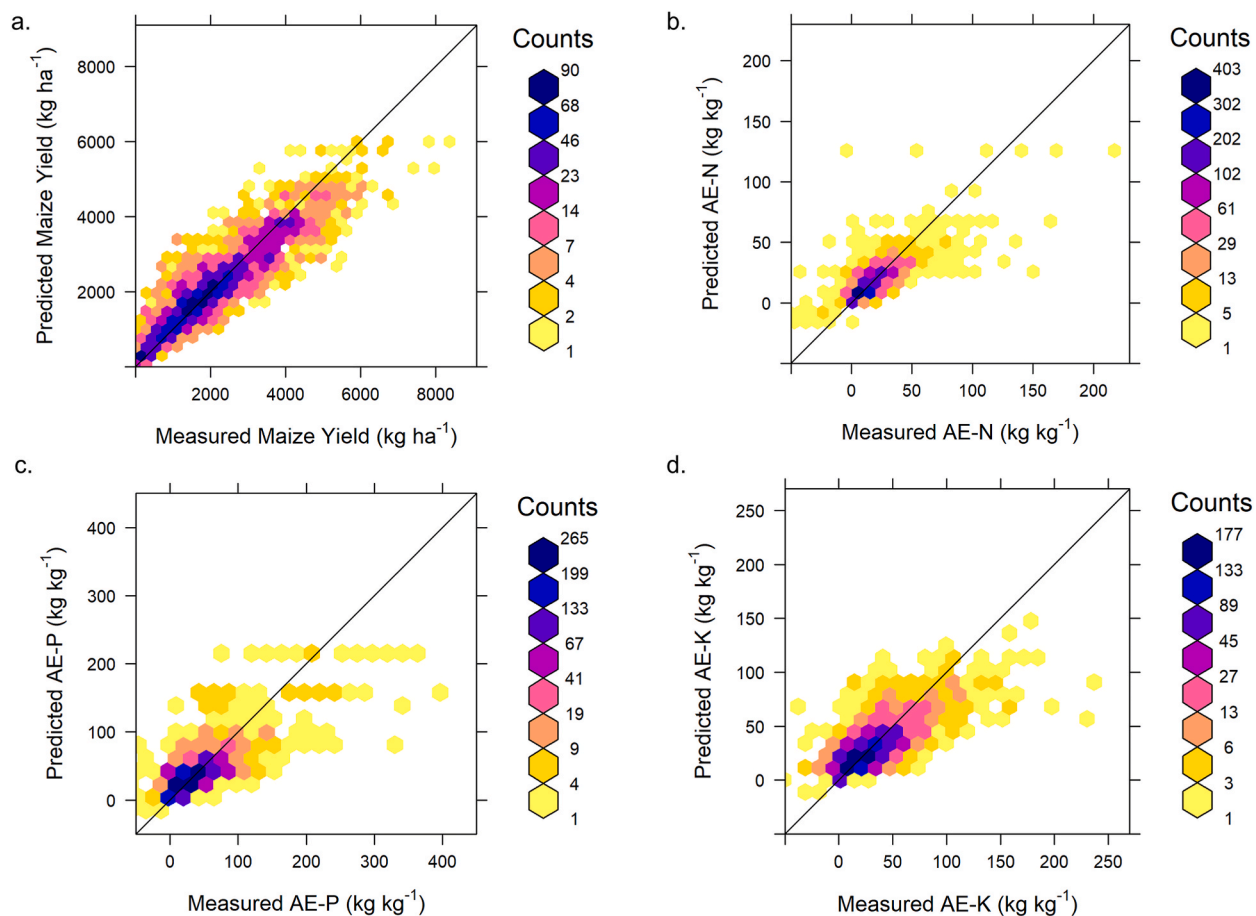 a.
Predicted Maize Yield (kg ha⁻¹)
8000
6000
4000
2000
2000 4000 6000 8000
Measured Maize Yield (kg ha⁻¹)
Counts
90
68
46
23
14
7
4
2
1
b.
Predicted AE-N (kg kg⁻¹)
200
150
100
50
0
0 50 100 150 200
Measured AE-N (kg kg⁻¹)
Counts
403
302
202
102
61
29
13
5
1
c.
Predicted AE-P (kg kg⁻¹)
400
300
200
100
0
0 100 200 300 400
Measured AE-P (kg kg⁻¹)
Counts
265
199
133
67
41
19
9
4
1
d.
Predicted AE-K (kg kg⁻¹)
250
200
150
100
50
0
0 50 100 150 200 250
Measured AE-K (kg kg⁻¹)
Counts
177
133
89
45
27
13
6
3
1